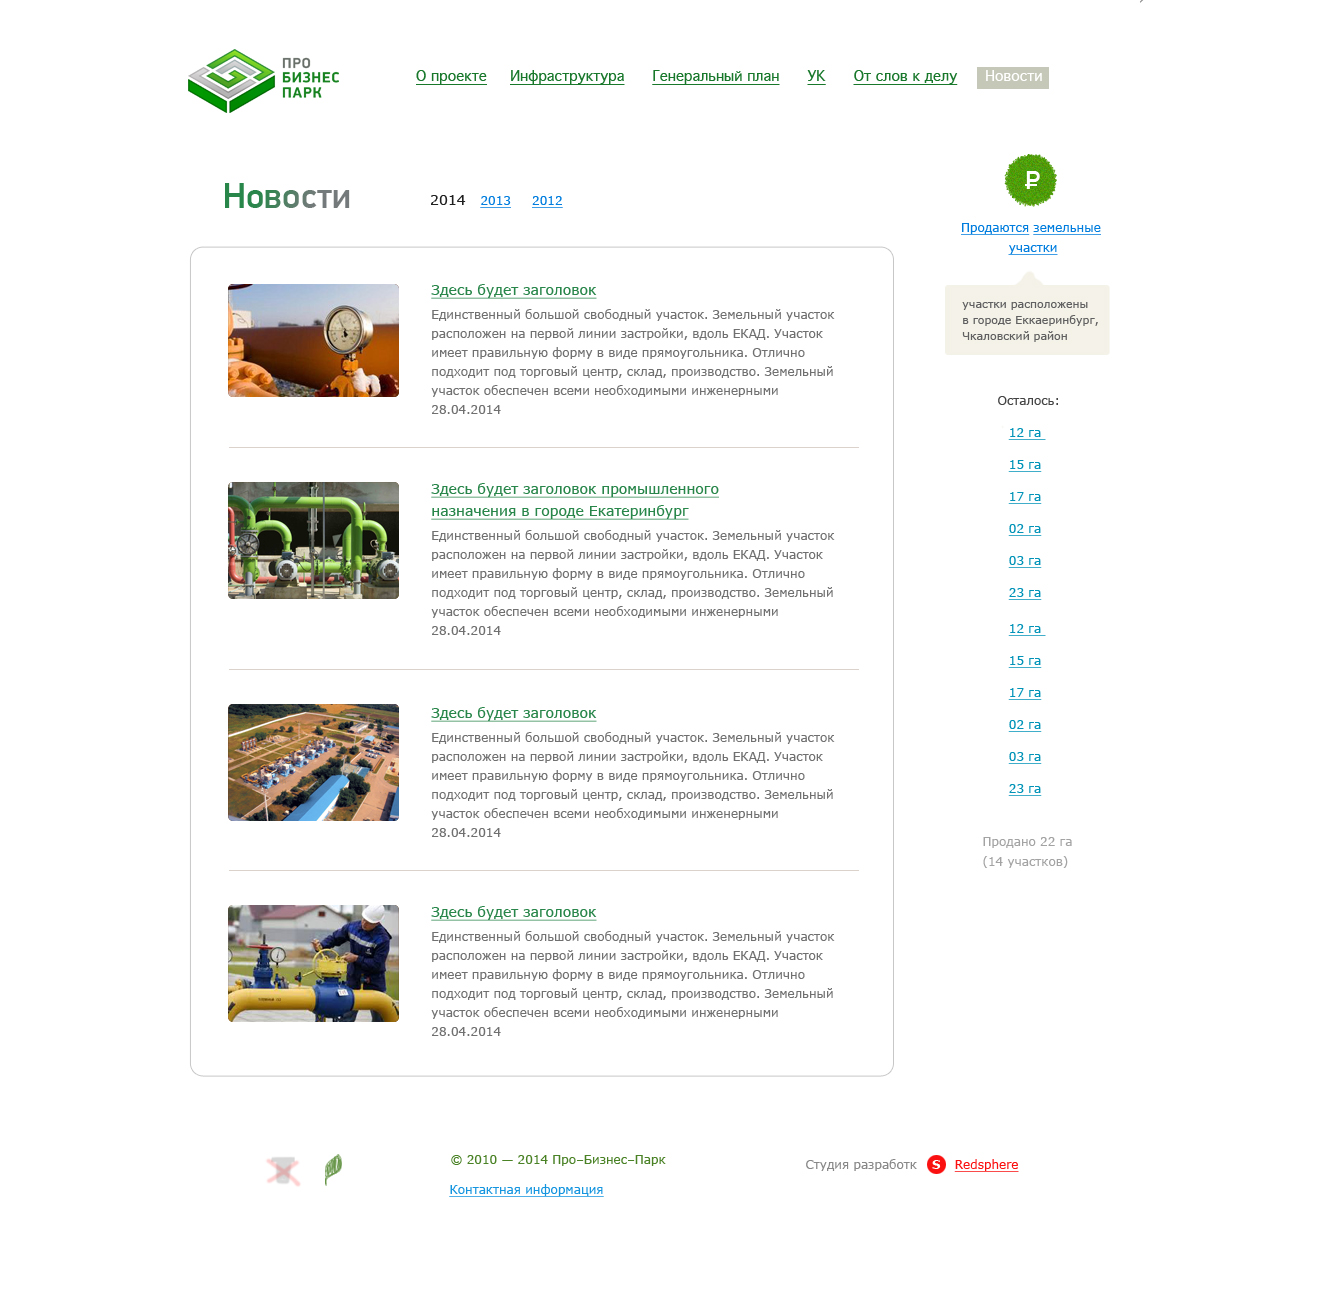 ПРО
БИЗНЕС
ПАРК
О проекте Инфраструктура Генеральный план УК От слов к делу Новости
Новости
2014 2013 2012
Здесь будет заголовок
Единственный большой свободный участок. Земельный участок
расположен на первой линии застройки, вдоль ЕКАД. Участок
имеет правильную форму в виде прямоугольника. Отлично
подходит под торговый центр, склад, производство. Земельный
участок обеспечен всеми необходимыми инженерными
28.04.2014
Здесь будет заголовок промышленного
назначения в городе Екатеринбург
Единственный большой свободный участок. Земельный участок
расположен на первой линии застройки, вдоль ЕКАД. Участок
имеет правильную форму в виде прямоугольника. Отлично
подходит под торговый центр, склад, производство. Земельный
участок обеспечен всеми необходимыми инженерными
28.04.2014
Здесь будет заголовок
Единственный большой свободный участок. Земельный участок
расположен на первой линии застройки, вдоль ЕКАД. Участок
имеет правильную форму в виде прямоугольника. Отлично
подходит под торговый центр, склад, производство. Земельный
участок обеспечен всеми необходимыми инженерными
28.04.2014
Здесь будет заголовок
Единственный большой свободный участок. Земельный участок
расположен на первой линии застройки, вдоль ЕКАД. Участок
имеет правильную форму в виде прямоугольника. Отлично
подходит под торговый центр, склад, производство. Земельный
участок обеспечен всеми необходимыми инженерными
28.04.2014
₽
Продаются земельные
участки
участки расположены
в городе Еккаеринбург,
Чкаловский район
Осталось:
12 га
15 га
17 га
02 га
03 га
23 га
12 га
15 га
17 га
02 га
03 га
23 га
Продано 22 га
(14 участков)
© 2010 — 2014 Про–Бизнес–Парк
Контактная информация
Студия разработк S Redsphere